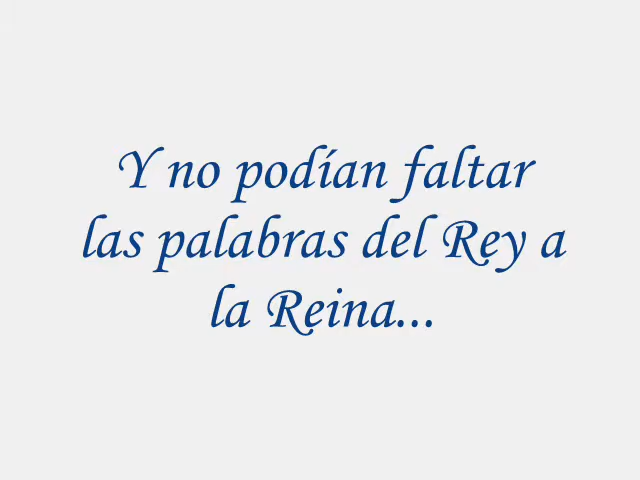 Y no podían faltar
las palabras del Rey a
la Reina...